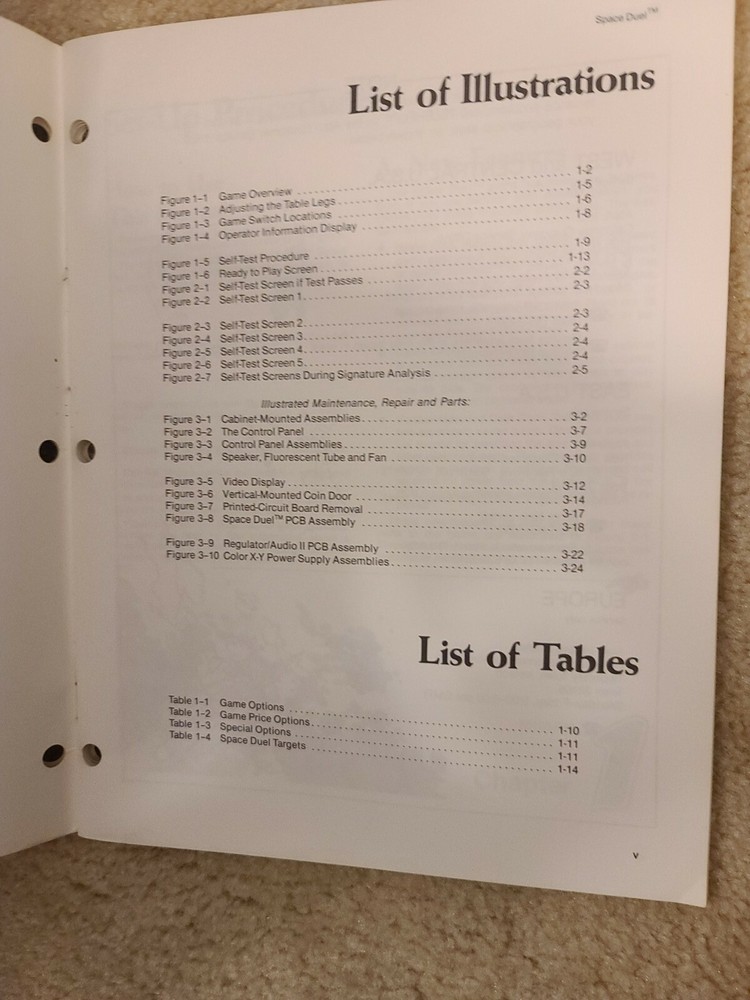 Space Duel™
List of Illustrations
Figure 1–1 Game Overview 1-2
Figure 1–2 Adjusting the Table Legs 1-5
Figure 1–3 Game Switch Locations 1-6
Figure 1–4 Operator Information Display 1-8
Figure 1–5 Self-Test Procedure 1-9
Figure 1–6 Ready to Play Screen 1-13
Figure 2–1 Self-Test Screen if Test Passes 2-2
Figure 2–2 Self-Test Screen 1 2-3
Figure 2–3 Self-Test Screen 2 2-3
Figure 2–4 Self-Test Screen 3 2-4
Figure 2–5 Self-Test Screen 4 2-4
Figure 2–6 Self-Test Screen 5 2-4
Figure 2–7 Self-Test Screens During Signature Analysis 2-5
Illustrated Maintenance, Repair and Parts:
Figure 3–1 Cabinet-Mounted Assemblies 3-2
Figure 3–2 The Control Panel 3-7
Figure 3–3 Control Panel Assemblies 3-9
Figure 3–4 Speaker, Fluorescent Tube and Fan 3-10
Figure 3–5 Video Display 3-12
Figure 3–6 Vertical-Mounted Coin Door 3-14
Figure 3–7 Printed-Circuit Board Removal 3-17
Figure 3–8 Space Duel™ PCB Assembly 3-18
Figure 3–9 Regulator/Audio II PCB Assembly 3-22
Figure 3–10 Color X-Y Power Supply Assemblies 3-24
List of Tables
Table 1–1 Game Options 1-10
Table 1–2 Game Price Options 1-11
Table 1–3 Special Options 1-11
Table 1–4 Space Duel Targets 1-14
v